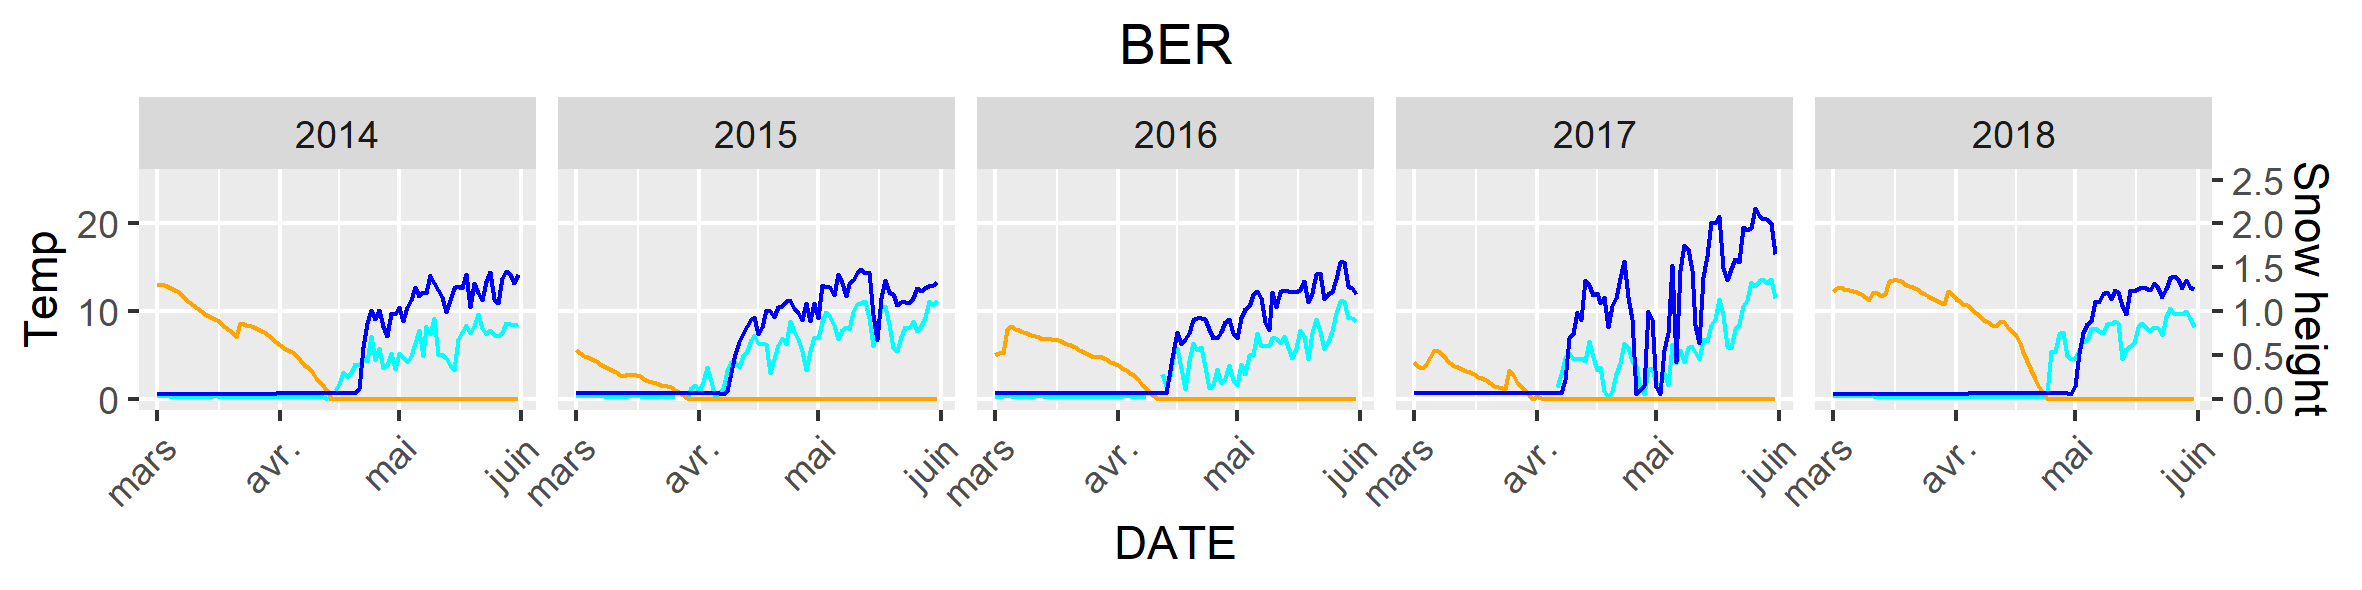 BER
2014 2015 2016 2017 2018
Temp
20
10
0
2.5
2.0
1.5
1.0
0.5
0.0
Snow height
mars avr. mai juin mars avr. mai juin mars avr. mai juin mars avr. mai juin mars avr. mai juin
DATE